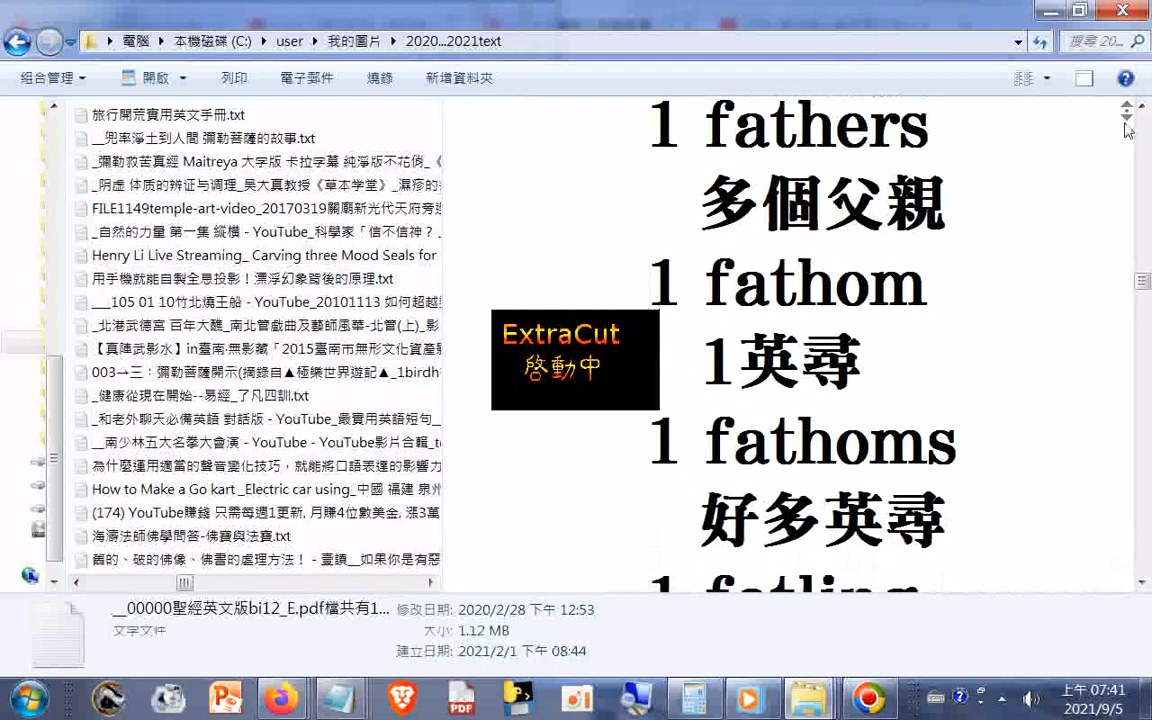 電腦 本機磁碟 (C:) user 我的圖片 2020...2021text
搜尋 20...
組合管理 開啟 列印 電子郵件 燒錄 新增資料夾
旅行開荒實用英文手冊.txt
__兜率淨土到人間 彌勒菩薩的故事.txt
_彌勒救苦真經 Maitreya 大字版 卡拉字幕 純淨版不花俏_《
_阴虚 体质的辨证与调理_吴大真教授《草本学堂》_濕疹的
FILE1149temple-art-video_20170319關廟新光代天府旁
_自然的力量 第一集 縱橫 - YouTube_科學家「信不信神？
Henry Li Live Streaming_ Carving three Mood Seals for
用手機就能自製全息投影！漂浮幻象背後的原理.txt
___105 01 10竹北燒王船 - YouTube_20101113 如何超越
_北港武德宮 百年大醮_南北管戲曲及藝師風華-北管(上)_影
【真陣武影水】in臺南·無影藏「2015臺南市無形文化資產
003→三：彌勒菩薩開示(摘錄自▲極樂世界遊記▲_1birdh
_健康從現在開始--易經_了凡四訓.txt
_和老外聊天必備英語 對話版 - YouTube_最實用英語短句
__南少林五大名拳大會演 - YouTube - YouTube影片合輯_t
為什麼運用適當的聲音變化技巧，就能將口語表達的影響力
How to Make a Go kart _Electric car using_中國 福建 泉州
(174) YouTube賺錢 只需每週1更新, 月賺4位數美金, 漲3萬
海濤法師佛學問答-佛寶與法寶.txt
舊的、破的佛像、佛書的處理方法！ - 壹讀__如果你是有惡
1 fathers
多個父親
1 fathom
1英尋
1 fathoms
好多英尋
1 fatling
ExtraCut
啓動中
__00000聖經英文版bi12_E.pdf檔共有1...
文字文件
修改日期: 2020/2/28 下午 12:53
大小: 1.12 MB
建立日期: 2021/2/1 下午 08:44
上午 07:41
2021/9/5